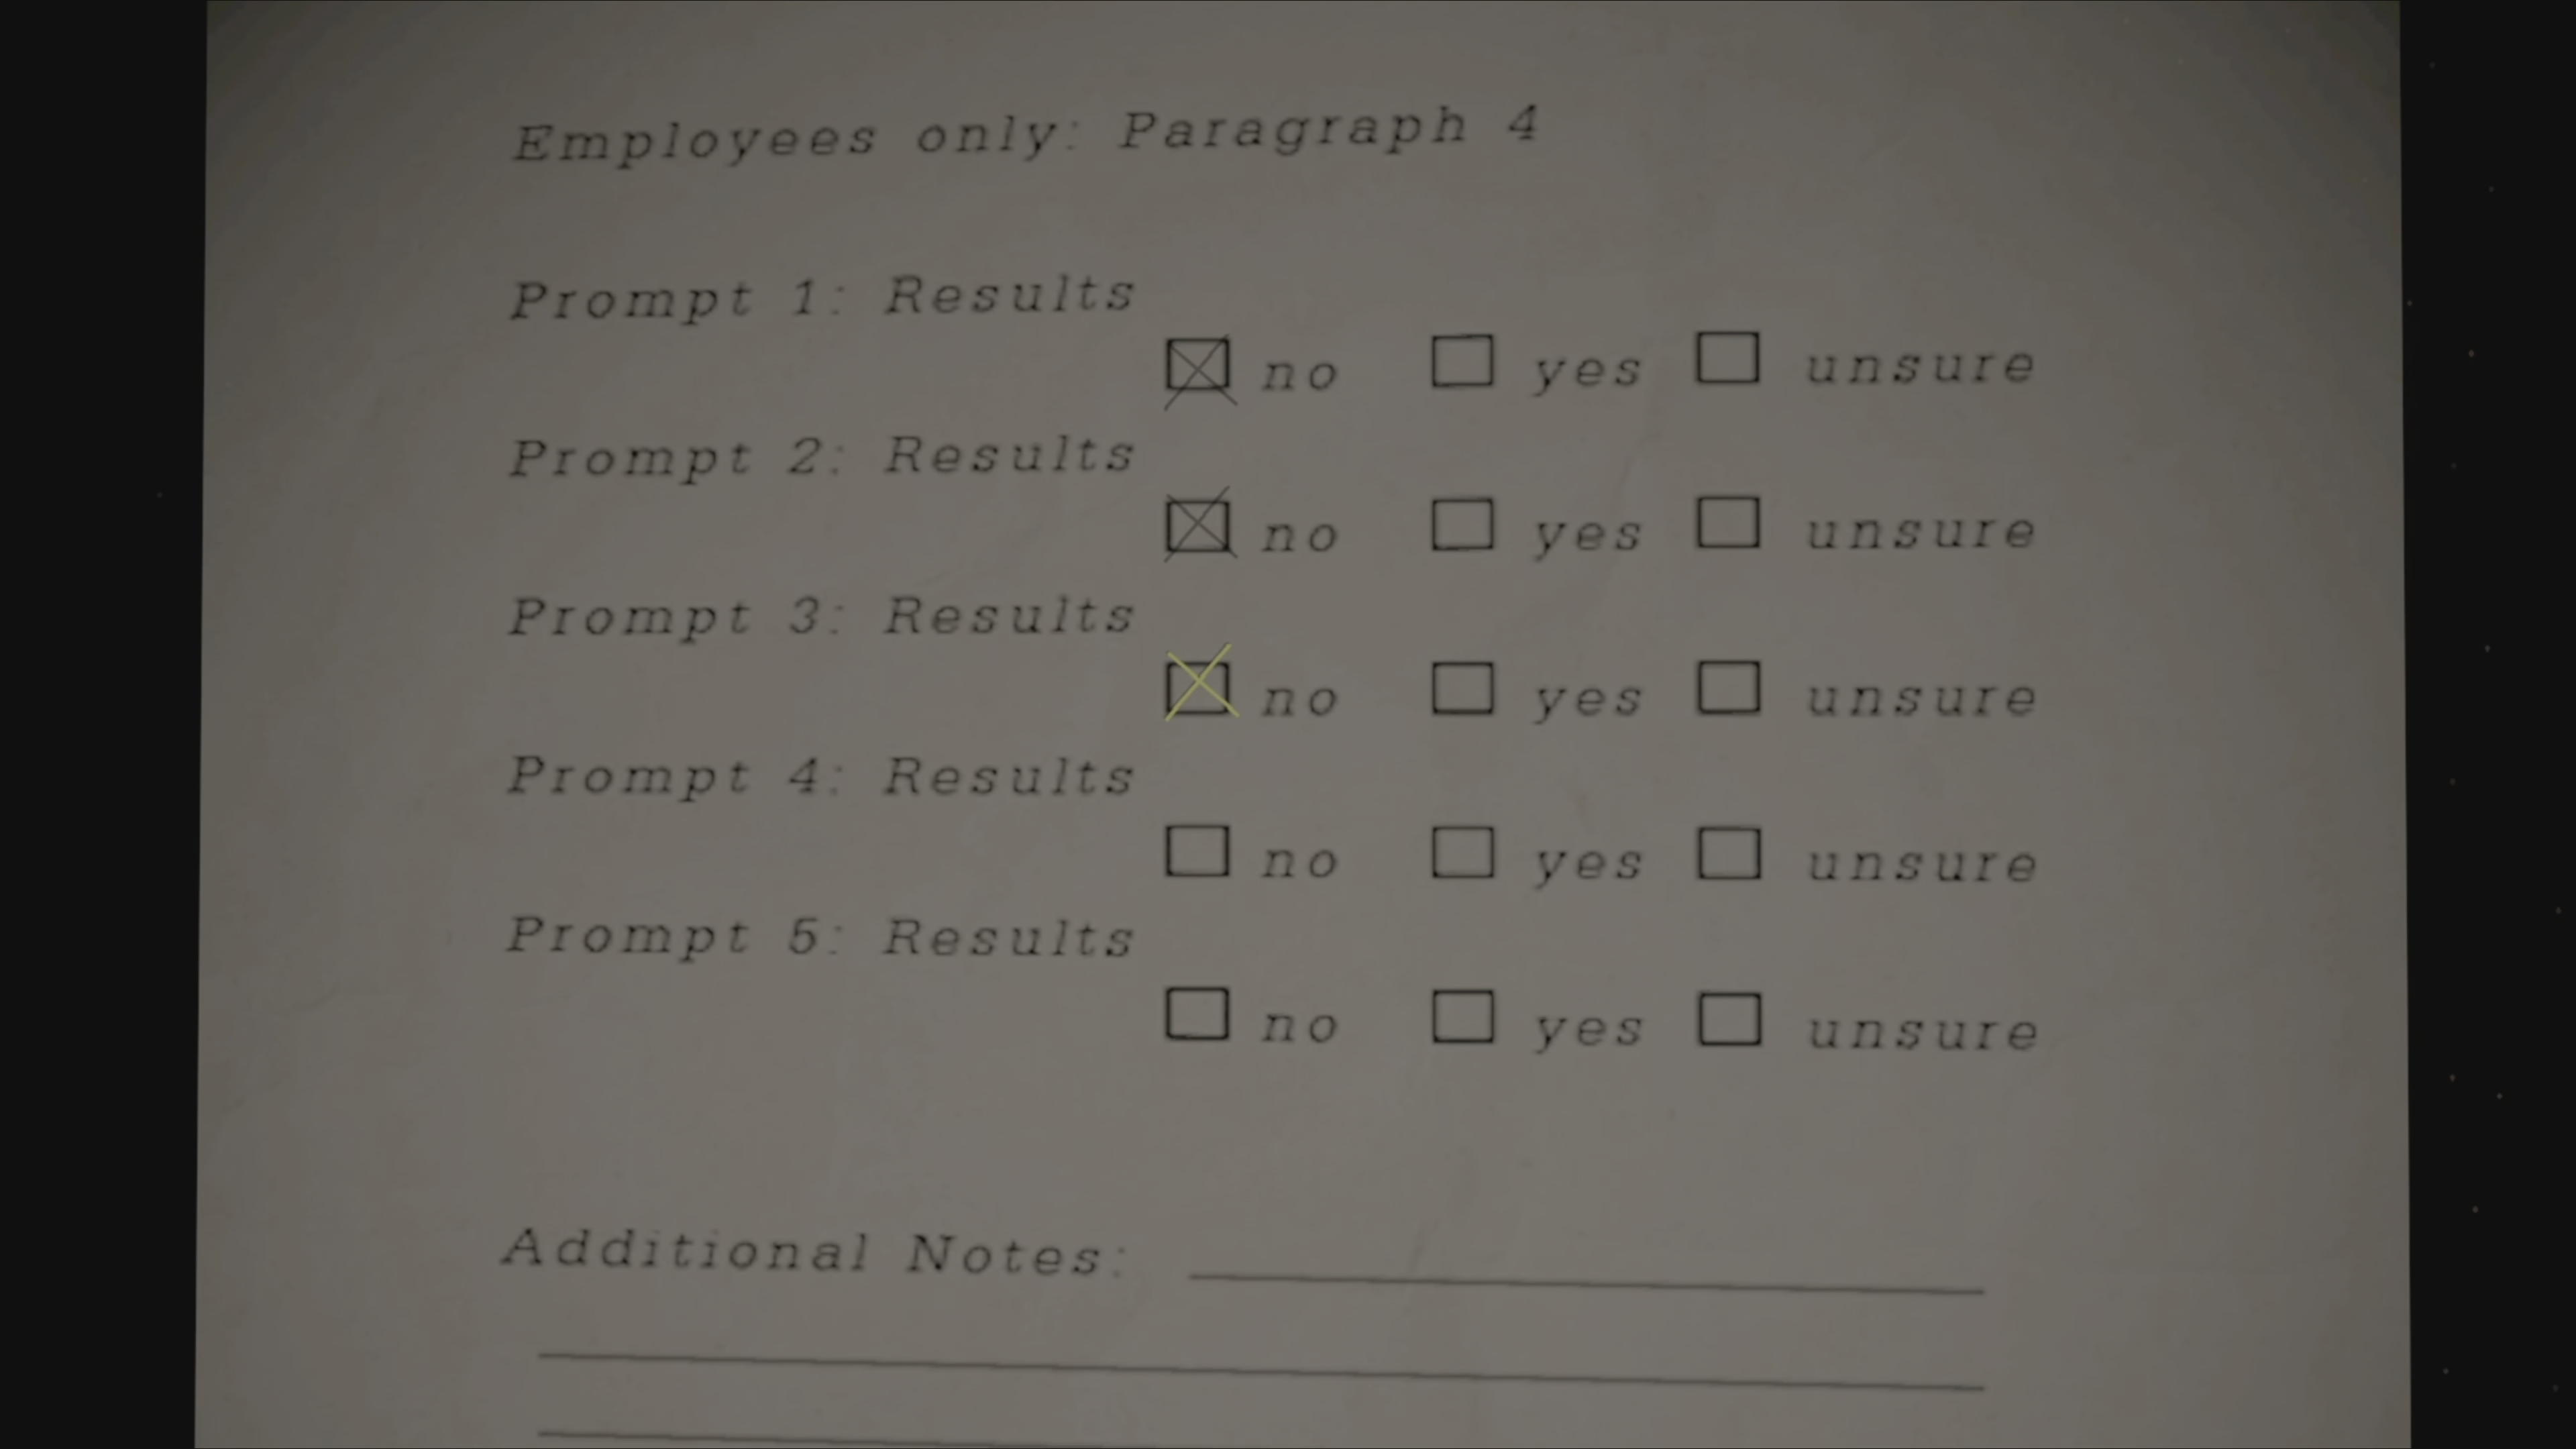 Employees only: Paragraph 4
Prompt 1: Results
no yes unsure
Prompt 2: Results
no yes unsure
Prompt 3: Results
no yes unsure
Prompt 4: Results
no yes unsure
Prompt 5: Results
no yes unsure
Additional Notes: